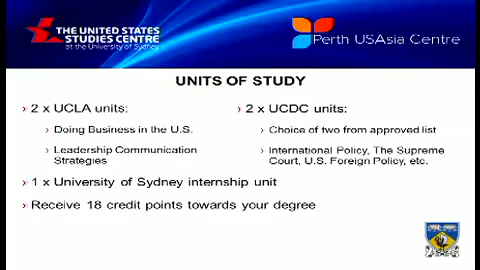 THE UNITED STATES
STUDIES CENTRE
at the University of Sydney
Perth USAsia Centre
UNITS OF STUDY
› 2 x UCLA units:
› Doing Business in the U.S.
› Leadership Communication
Strategies
› 2 x UCDC units:
› Choice of two from approved list
› International Policy, The Supreme
Court, U.S. Foreign Policy, etc.
› 1 x University of Sydney internship unit
› Receive 18 credit points towards your degree